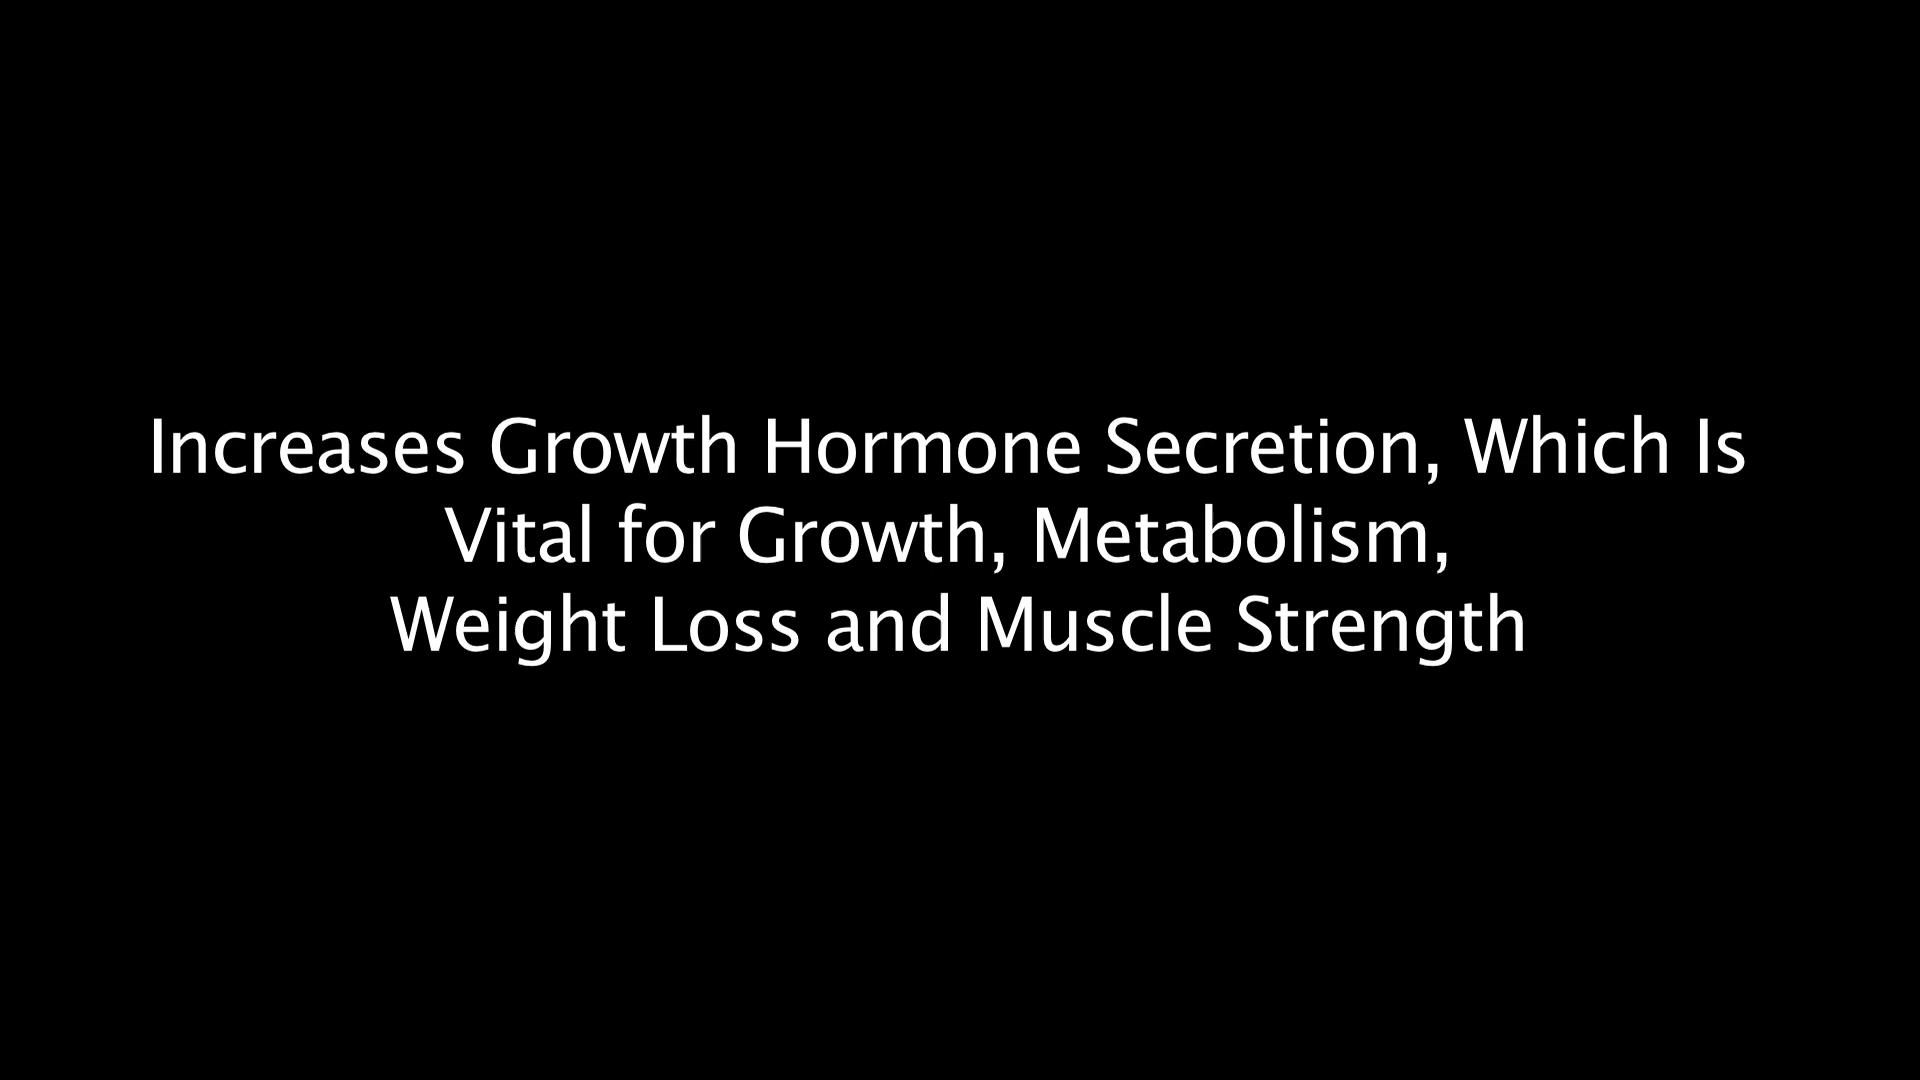 Increases Growth Hormone Secretion, Which Is
Vital for Growth, Metabolism,
Weight Loss and Muscle Strength